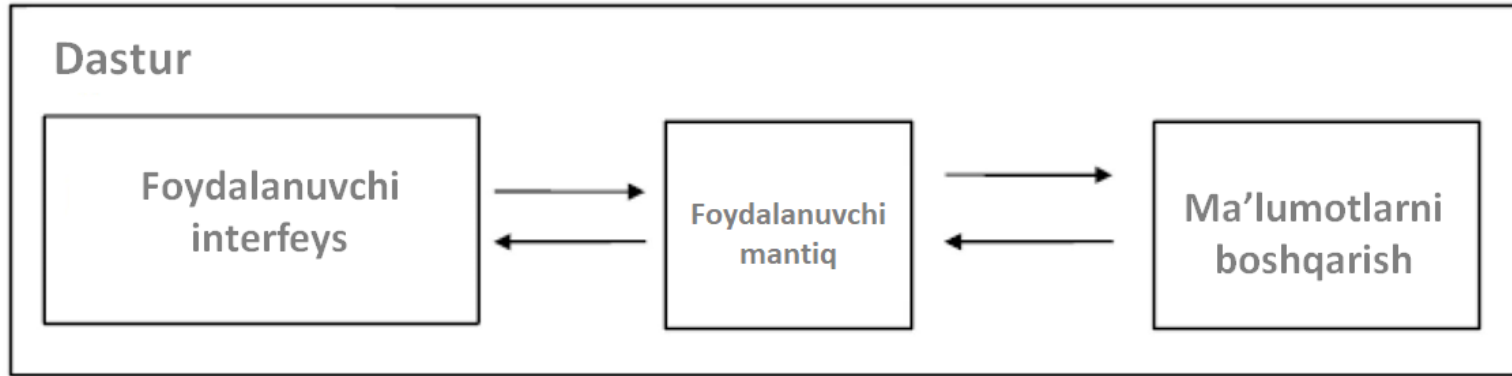 Dastur
Foydalanuvchi
interfeys
Foydalanuvchi
mantiq
Ma’lumotlarni
boshqarish